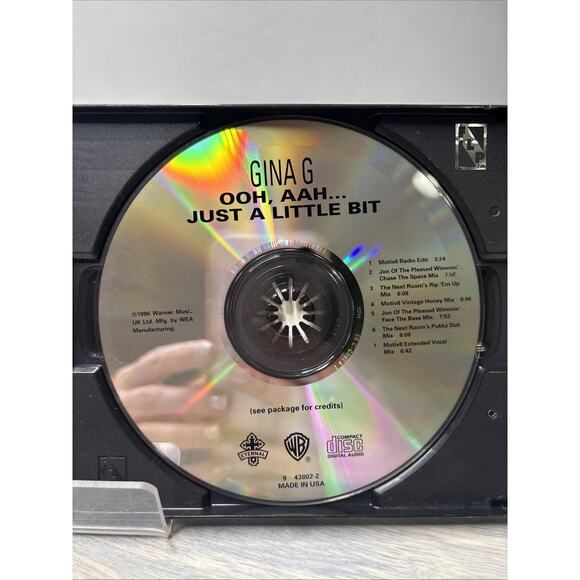 GINA G
OOH, AAH...
JUST A LITTLE BIT
1 Motiv8 Radio Edit 3:24
2 Jon Of The Pleased Wimmin'..
Chase The Space Mix 7:52
3 The Next Room's Rip 'Em Up
Mix 6:08
4 Motiv8 Vintage Honey Mix 6:46
5 Jon Of The Pleased Wimmin'..
Face The Base Mix 7:52
6 The Next Room's Pukka Dub
Mix 6:08
7 Motiv8 Extended Vocal
Mix 6:42
℗1996 Warner Music
UK Ltd. Mfg. by WEA
Manufacturing.
(see package for credits)
ETERNAL
WB
COMPACT
disc
DIGITAL AUDIO
9 43802-2
MADE IN USA